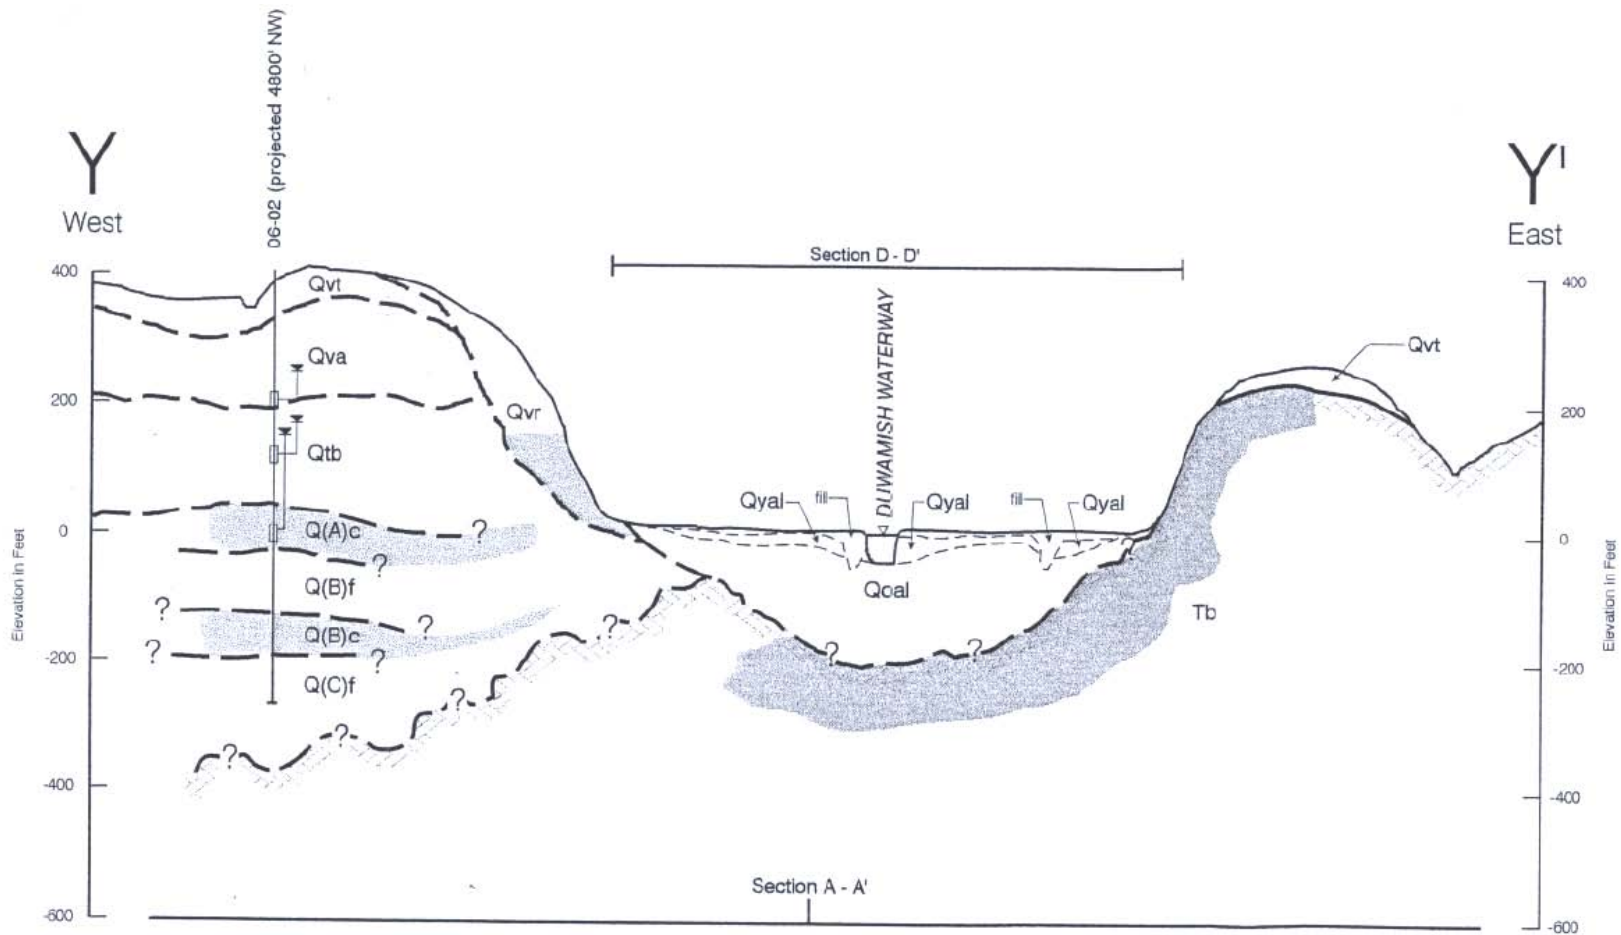 06-02 (projected 4800' NW)
Y
West
Y'
East
Section D - D'
400
400
Qvt
Qvt
DUWAMISH WATERWAY
Qva
200
200
Qvr
Qtb
Qyal
fill
Qyal
fill
Qyal
0
0
Q(A)c
?
?
?
Q(B)f
Qoal
?
?
?
Tb
Q(B)c
?
?
?
?
-200
-200
Q(C)f
?
?
?
-400
-400
Elevation in Feet
Elevation in Feet
Section A - A'
-600
-600